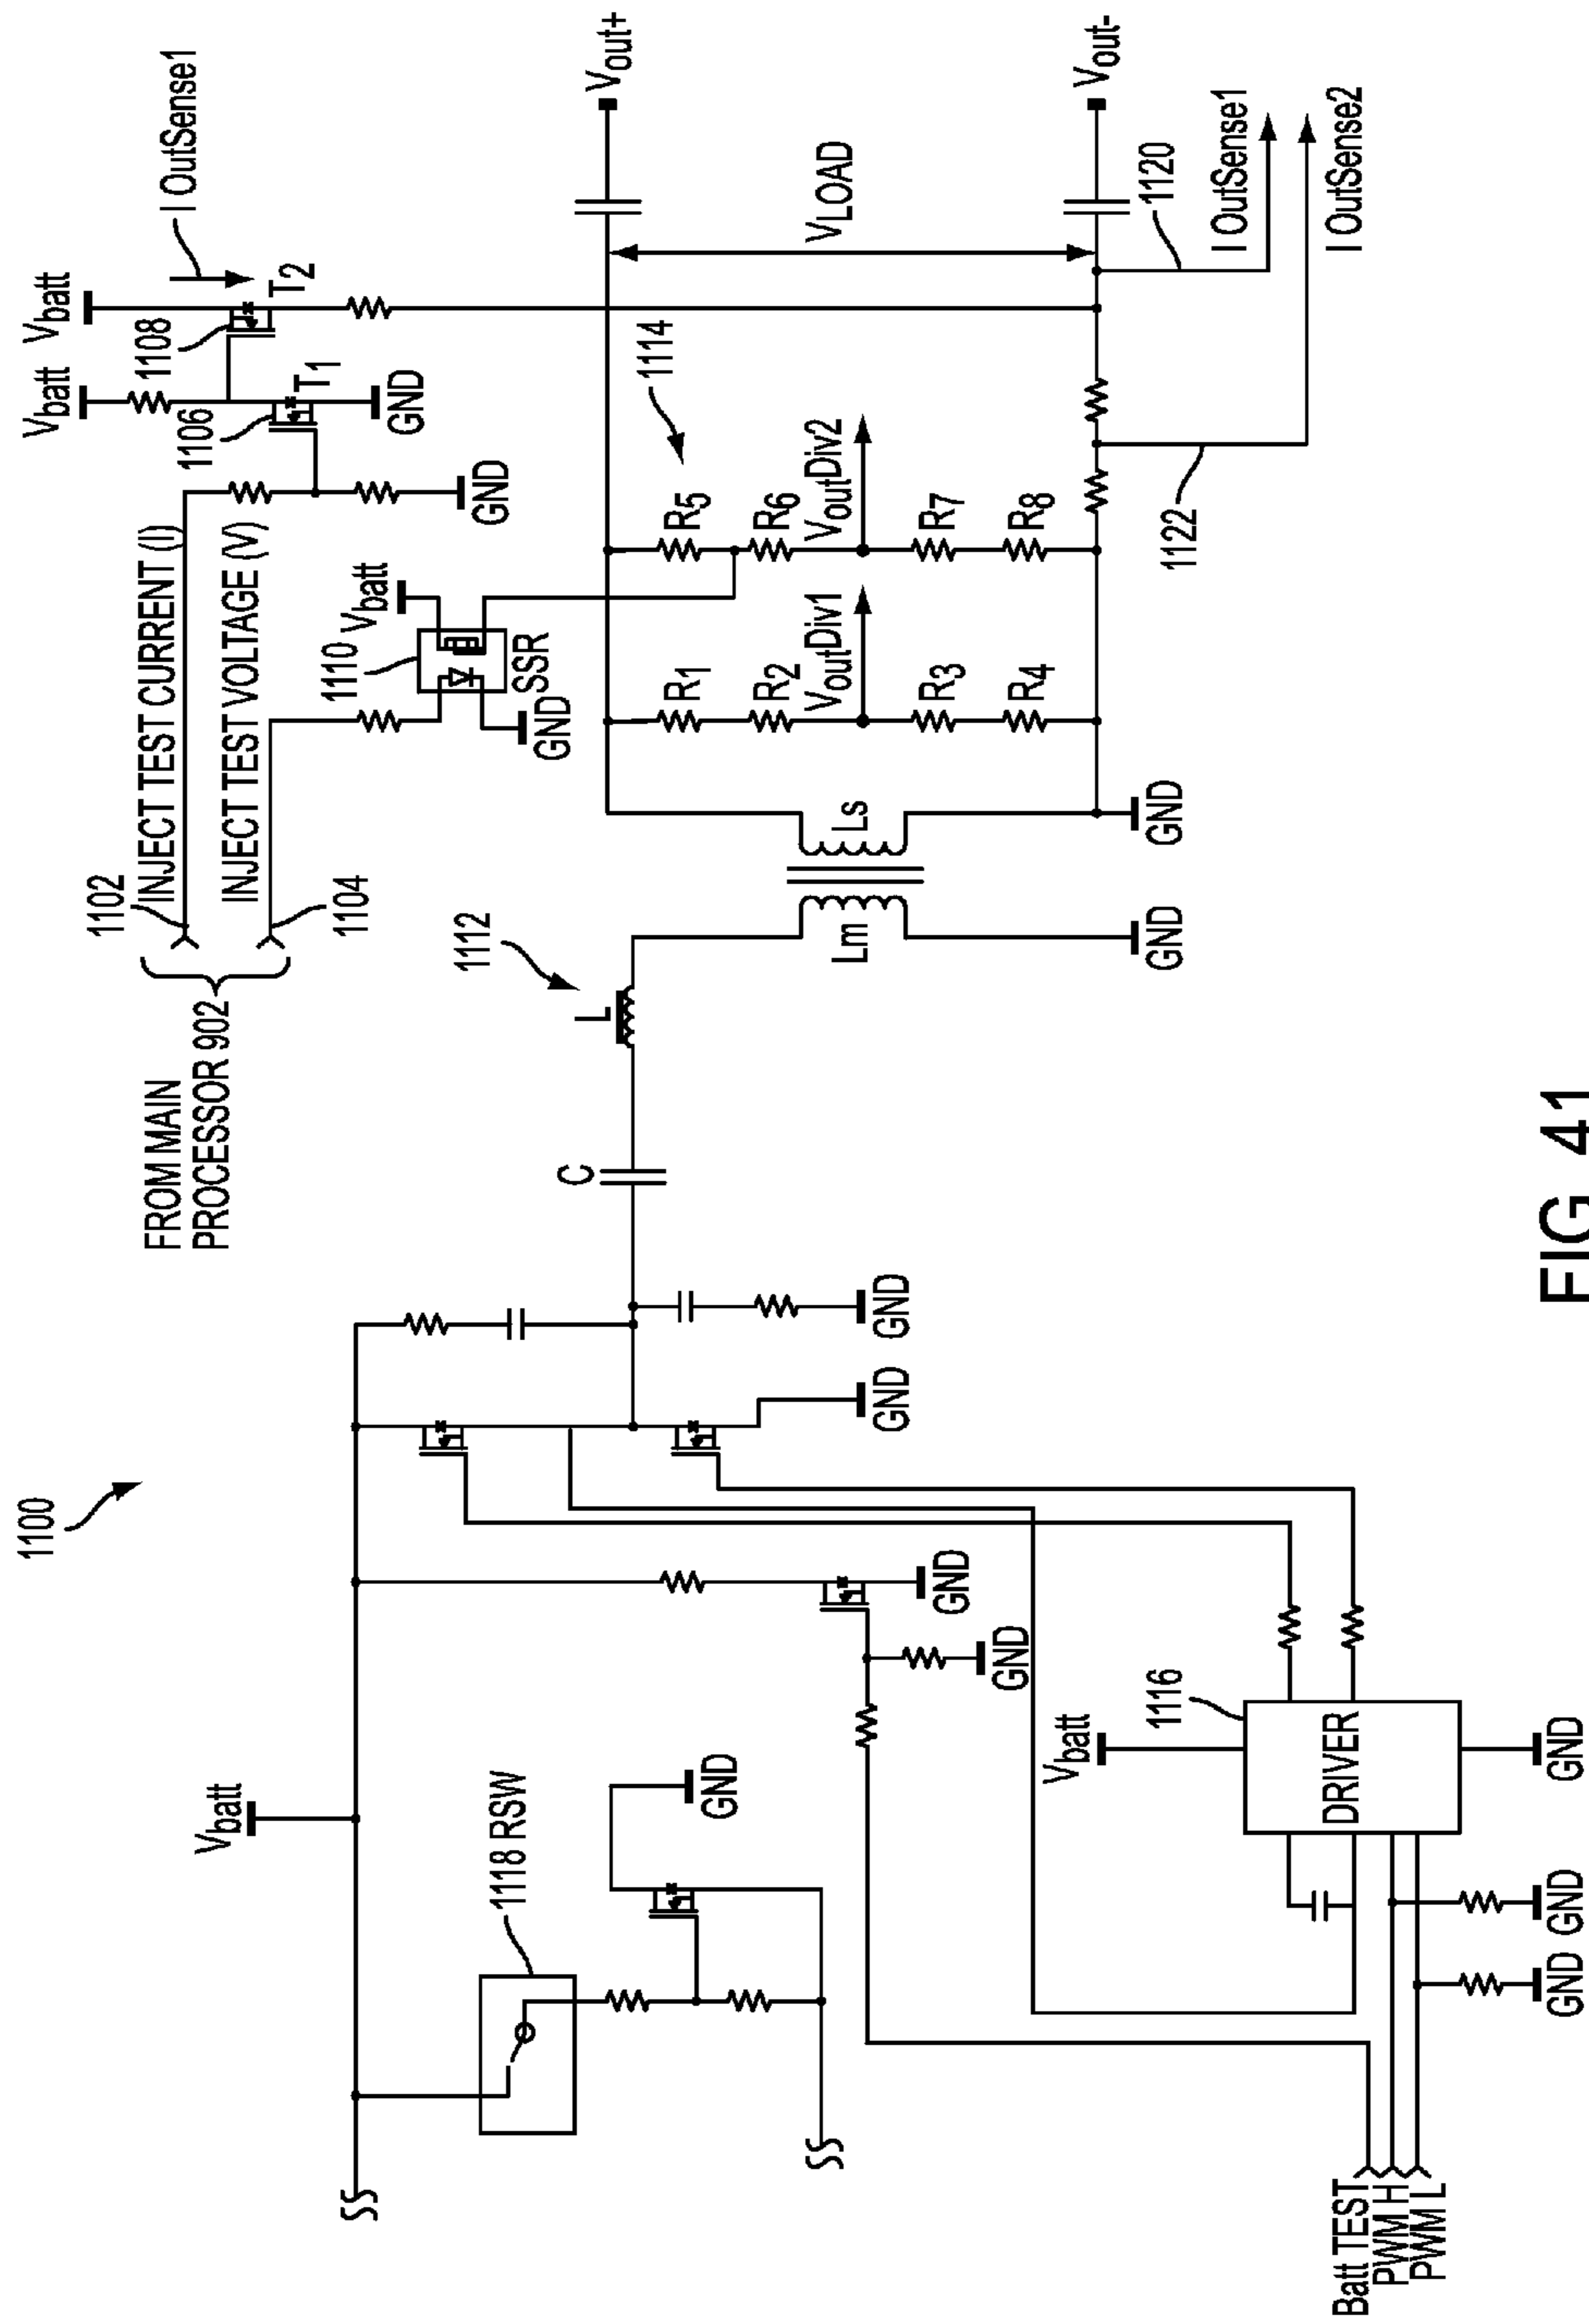 1100
FROM MAIN
PROCESSOR 902
1102
INJECT TEST CURRENT (I)
INJECT TEST VOLTAGE (V)
1104
Vbatt
Vbatt
1106
1108
T1
T2
GND
GND
I OutSense1
1110
Vbatt
SSR
GND
1112
L
C
Lm
Ls
GND
GND
1114
R1
R2
VoutDiv1
R3
R4
R5
R6
VoutDiv2
R7
R8
VLOAD
Vout+
Vout-
1120
1122
I OutSense1
I OutSense2
Vbatt
1118 RSW
GND
GND
GND
GND
GND
Vbatt
1116
DRIVER
GND
GND
GND
Batt TEST
PWM H
PWM L
FIG. 41